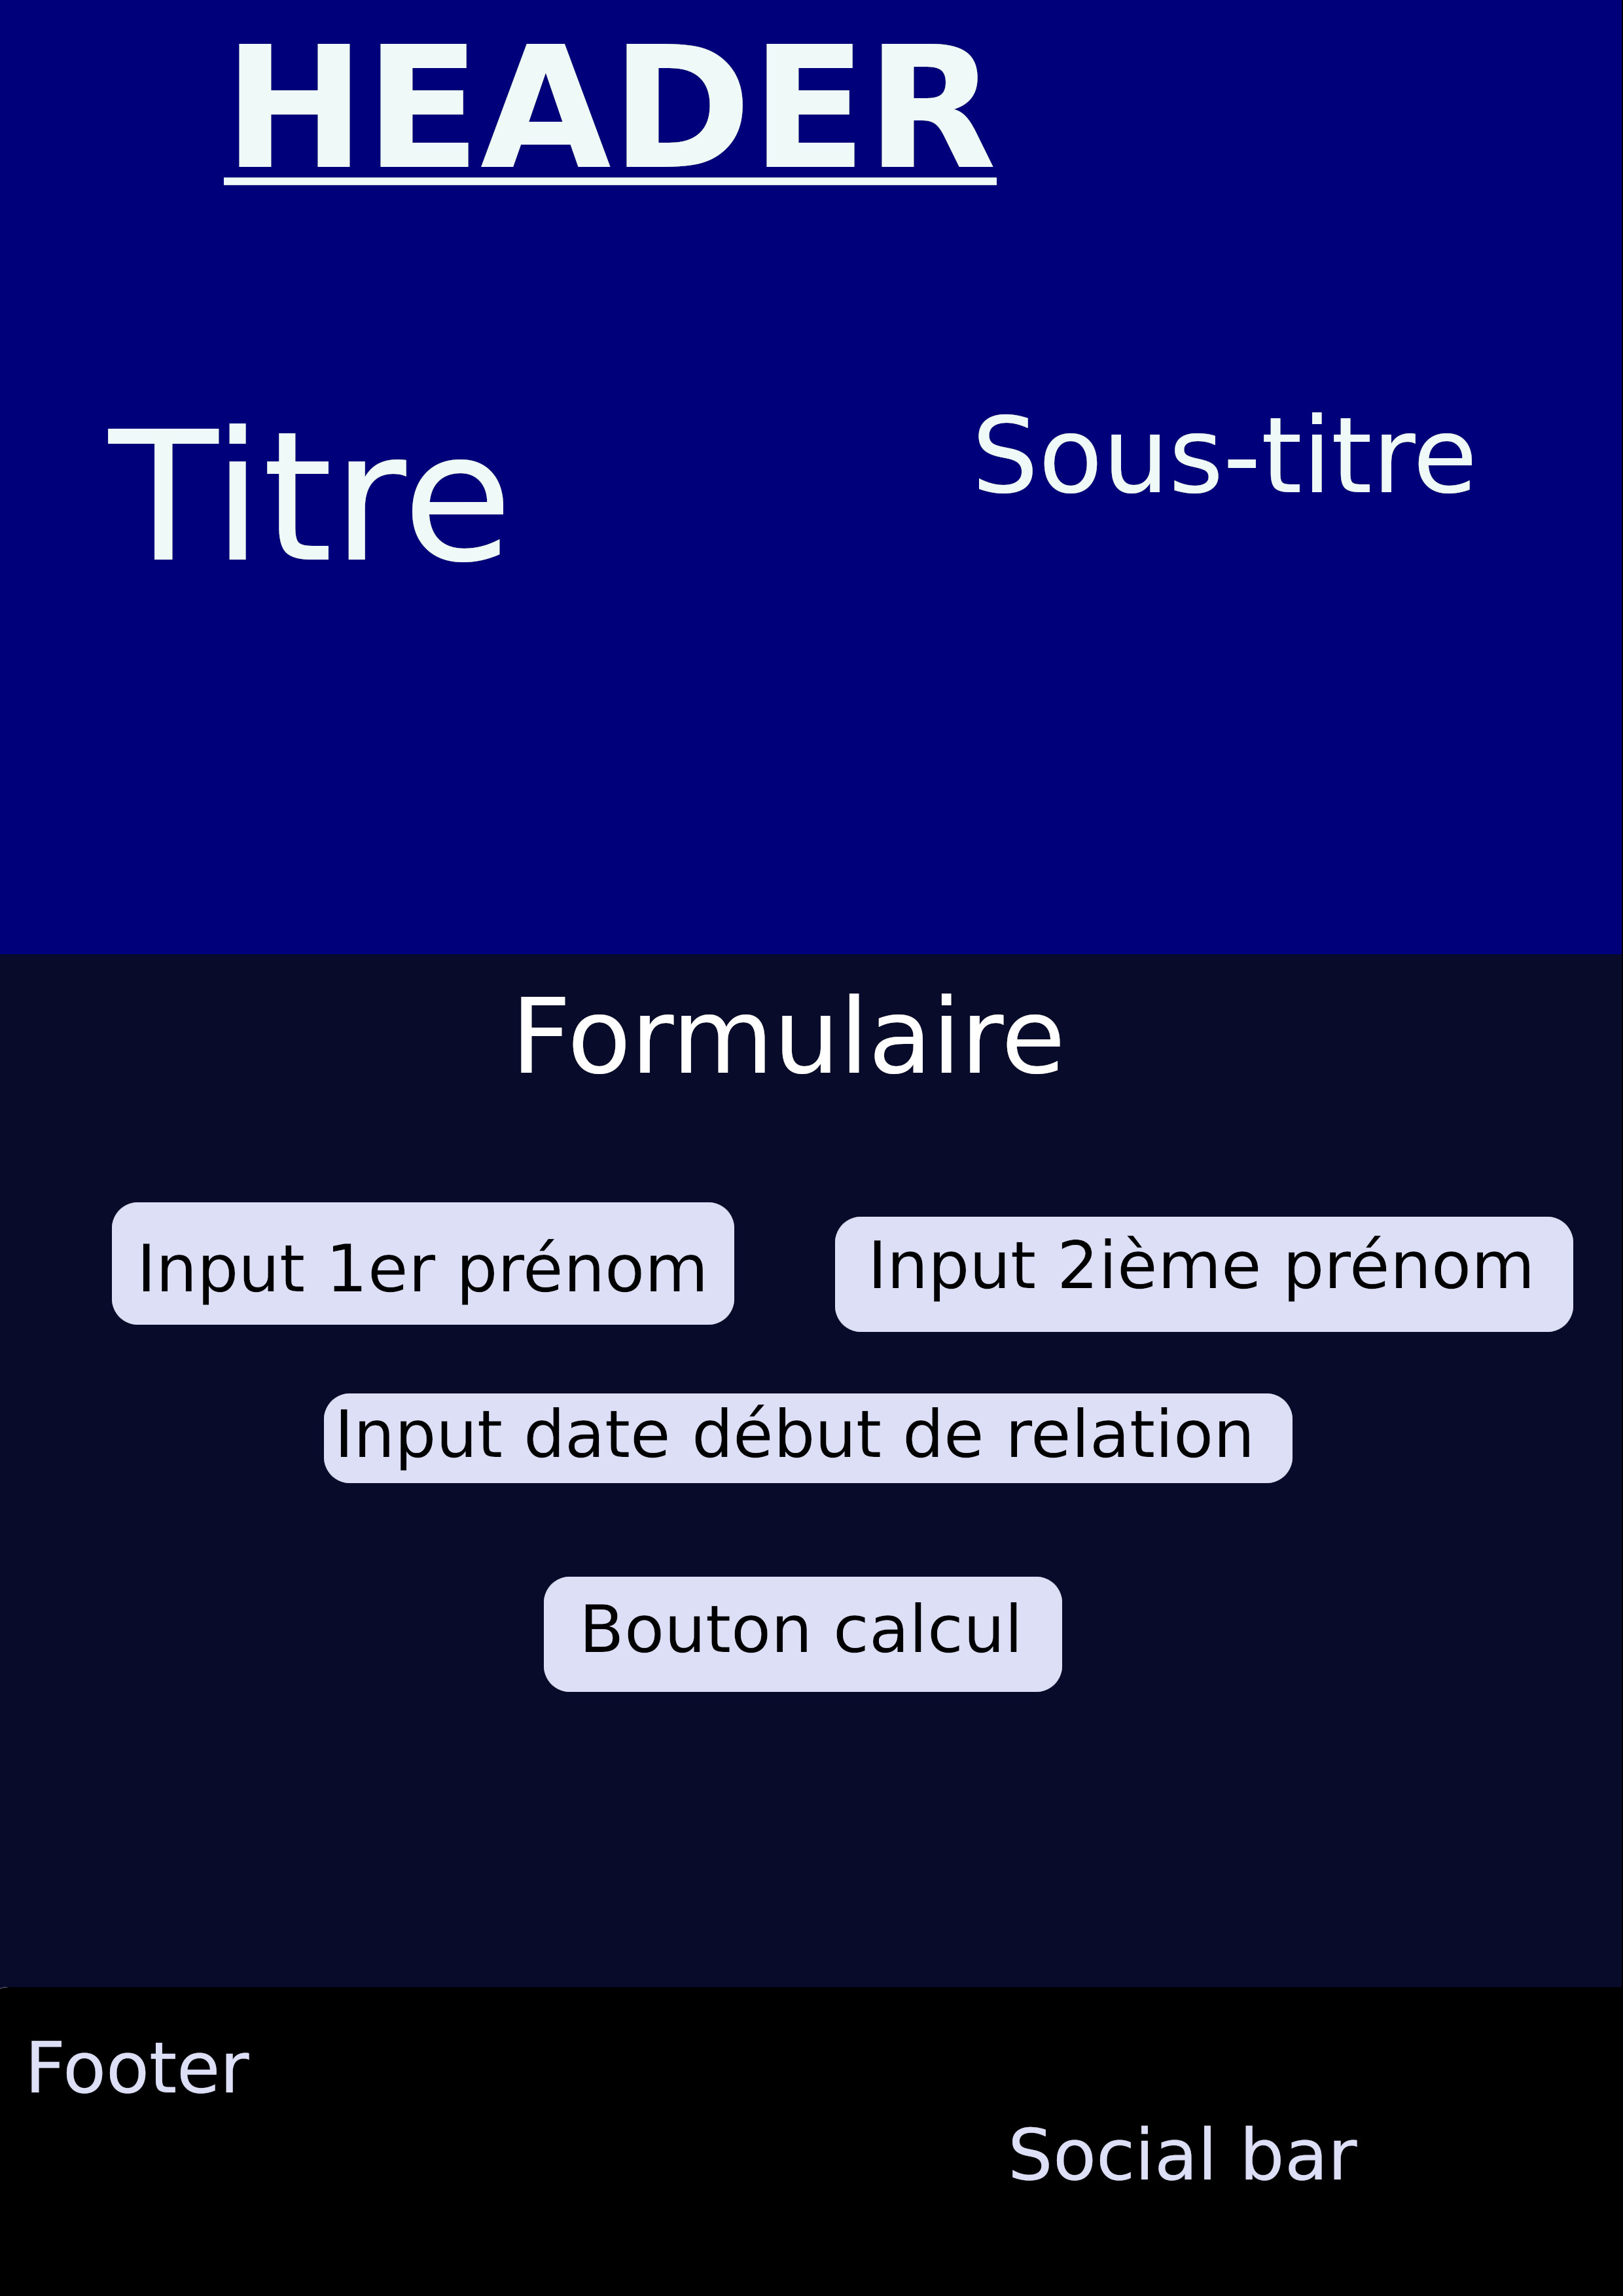 HEADER
Titre
Sous-titre
Formulaire
Input 1er prénom
Input 2ième prénom
Input date début de relation
Bouton calcul
Footer
Social bar